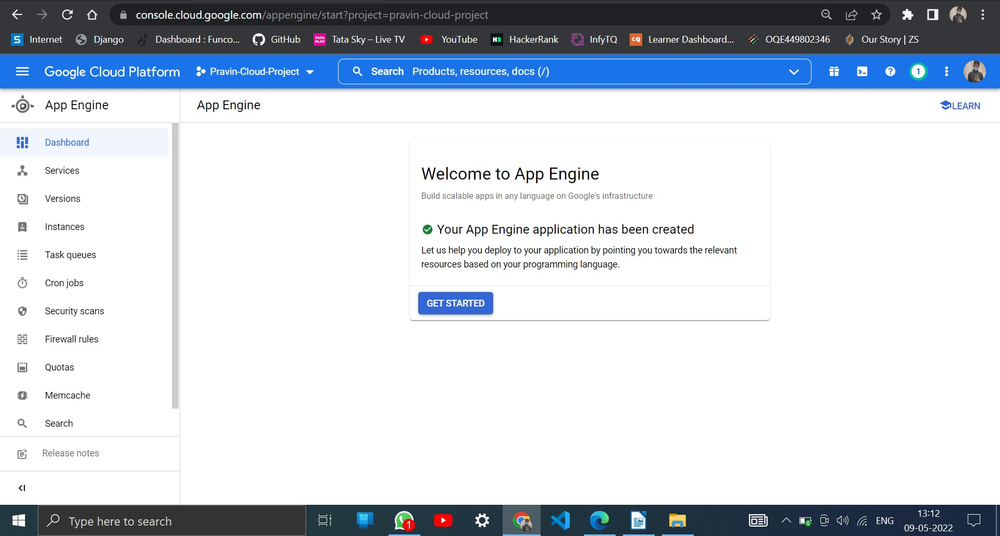 console.cloud.google.com/appengine/start?project=pravin-cloud-project
S Internet Django Dashboard : Funco... GitHub TATA PLAY Tata Sky – Live TV YouTube H HackerRank InfyTQ cq Learner Dashboard... OQE449802346 Our Story | ZS
Google Cloud Platform Pravin-Cloud-Project Search Products, resources, docs (/) ? 1
App Engine
App Engine
LEARN
Dashboard
Services
Versions
Instances
Task queues
Cron jobs
Security scans
Firewall rules
Quotas
Memcache
Search
Release notes
Welcome to App Engine
Build scalable apps in any language on Google's infrastructure
Your App Engine application has been created
Let us help you deploy to your application by pointing you towards the relevant
resources based on your programming language.
GET STARTED
Type here to search
1
ENG
13:12
09-05-2022